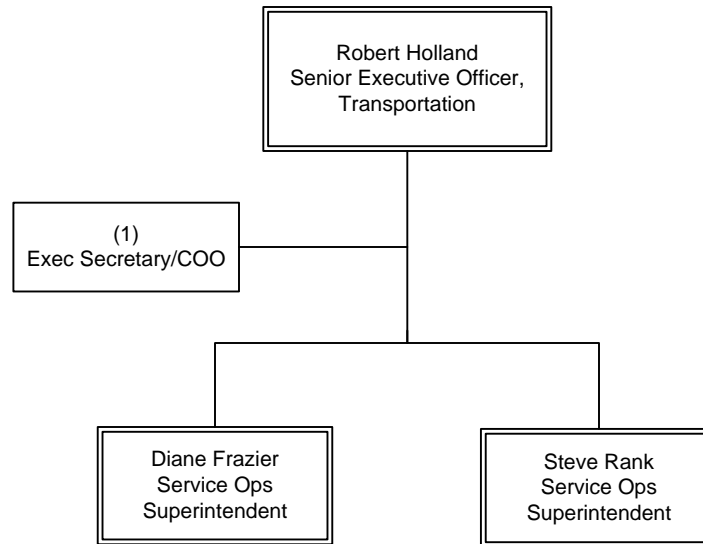 Robert Holland
Senior Executive Officer,
Transportation
(1)
Exec Secretary/COO
Diane Frazier
Service Ops
Superintendent
Steve Rank
Service Ops
Superintendent